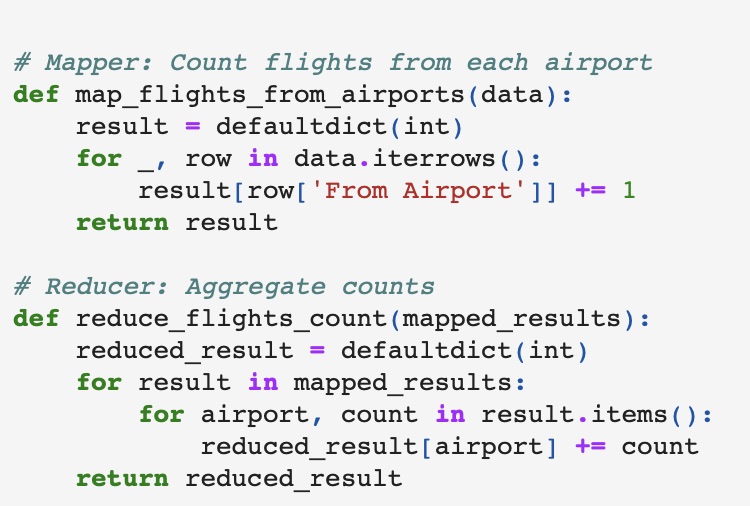 # Mapper: Count flights from each airport
def map_flights_from_airports(data):
    result = defaultdict(int)
    for _, row in data.iterrows():
        result[row['From Airport']] += 1
    return result

# Reducer: Aggregate counts
def reduce_flights_count(mapped_results):
    reduced_result = defaultdict(int)
    for result in mapped_results:
        for airport, count in result.items():
            reduced_result[airport] += count
    return reduced_result